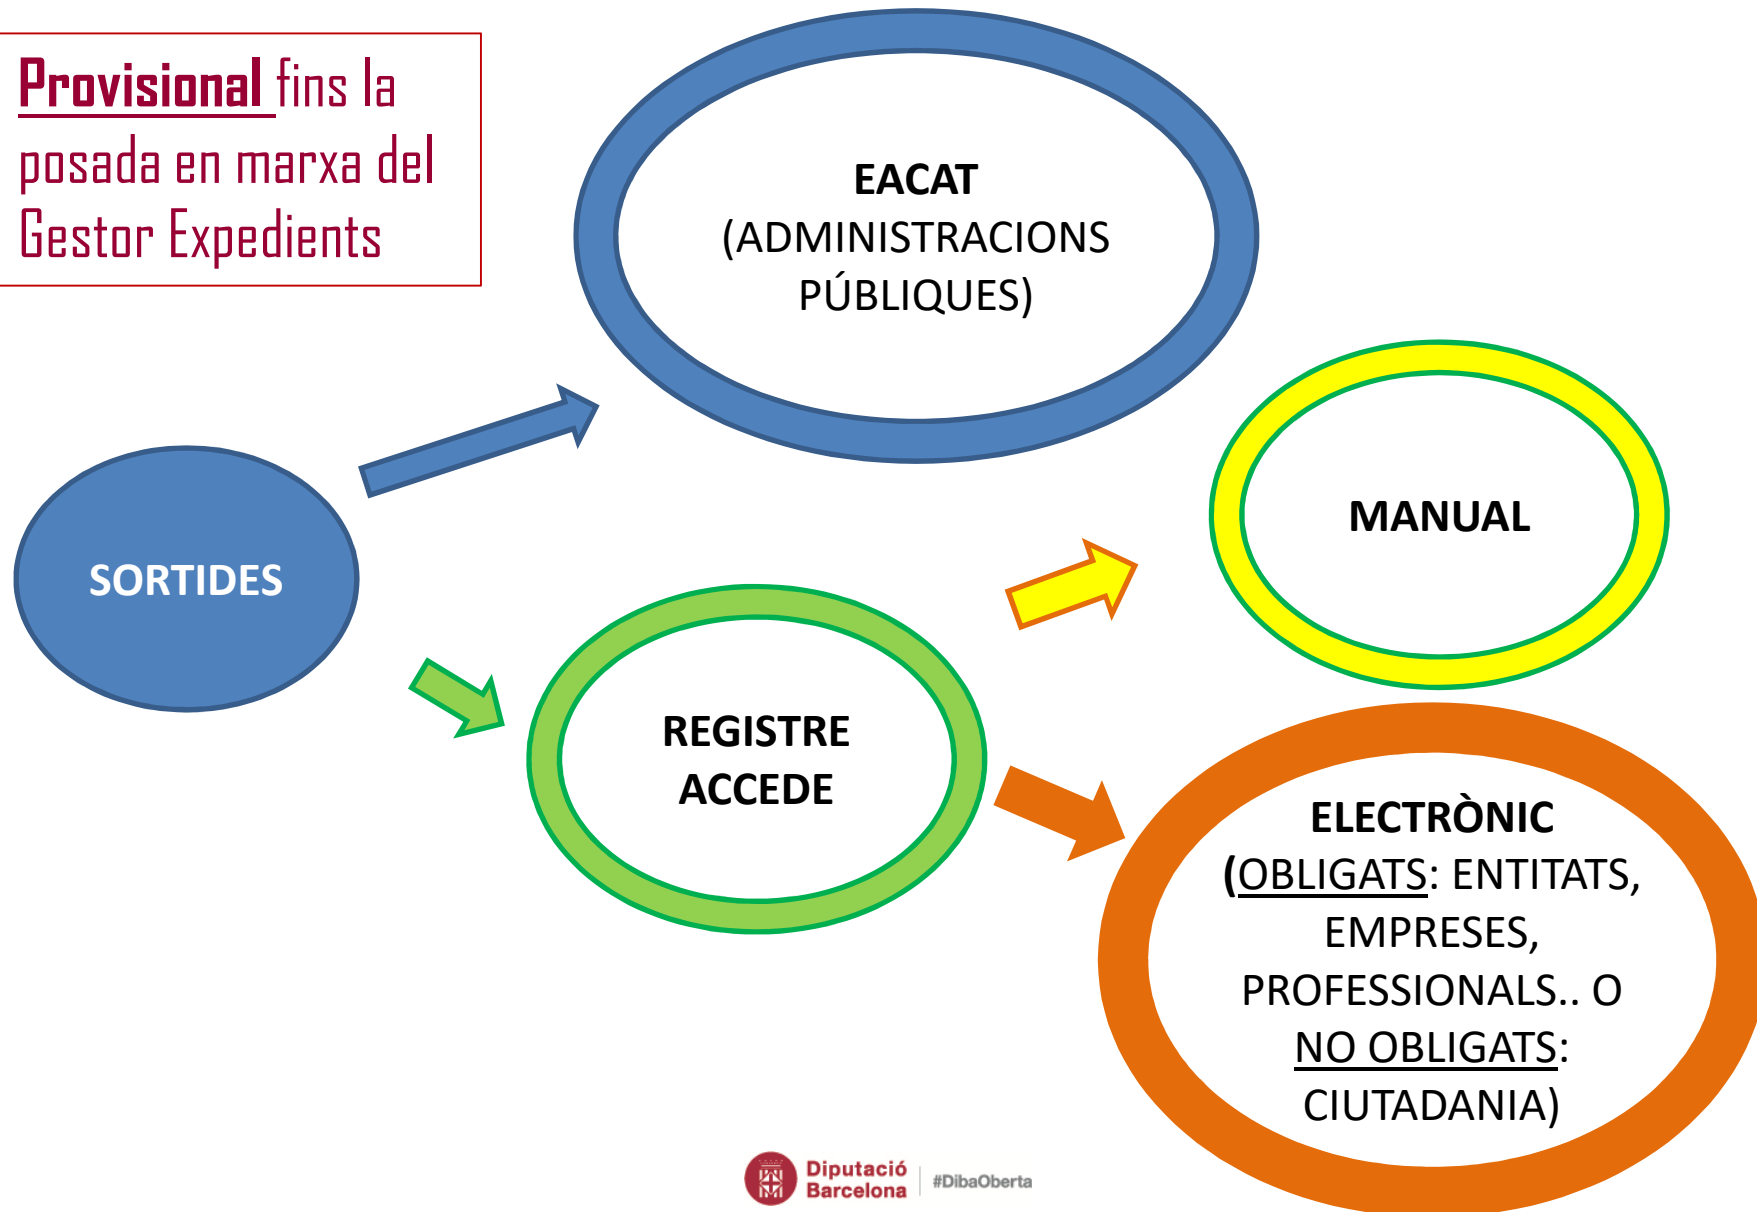 Provisional fins la
posada en marxa del
Gestor Expedients
EACAT
(ADMINISTRACIONS
PÚBLIQUES)
SORTIDES
MANUAL
REGISTRE
ACCEDE
ELECTRÒNIC
(OBLIGATS: ENTITATS,
EMPRESES,
PROFESSIONALS.. O
NO OBLIGATS:
CIUTADANIA)
Diputació
Barcelona
#DibaOberta